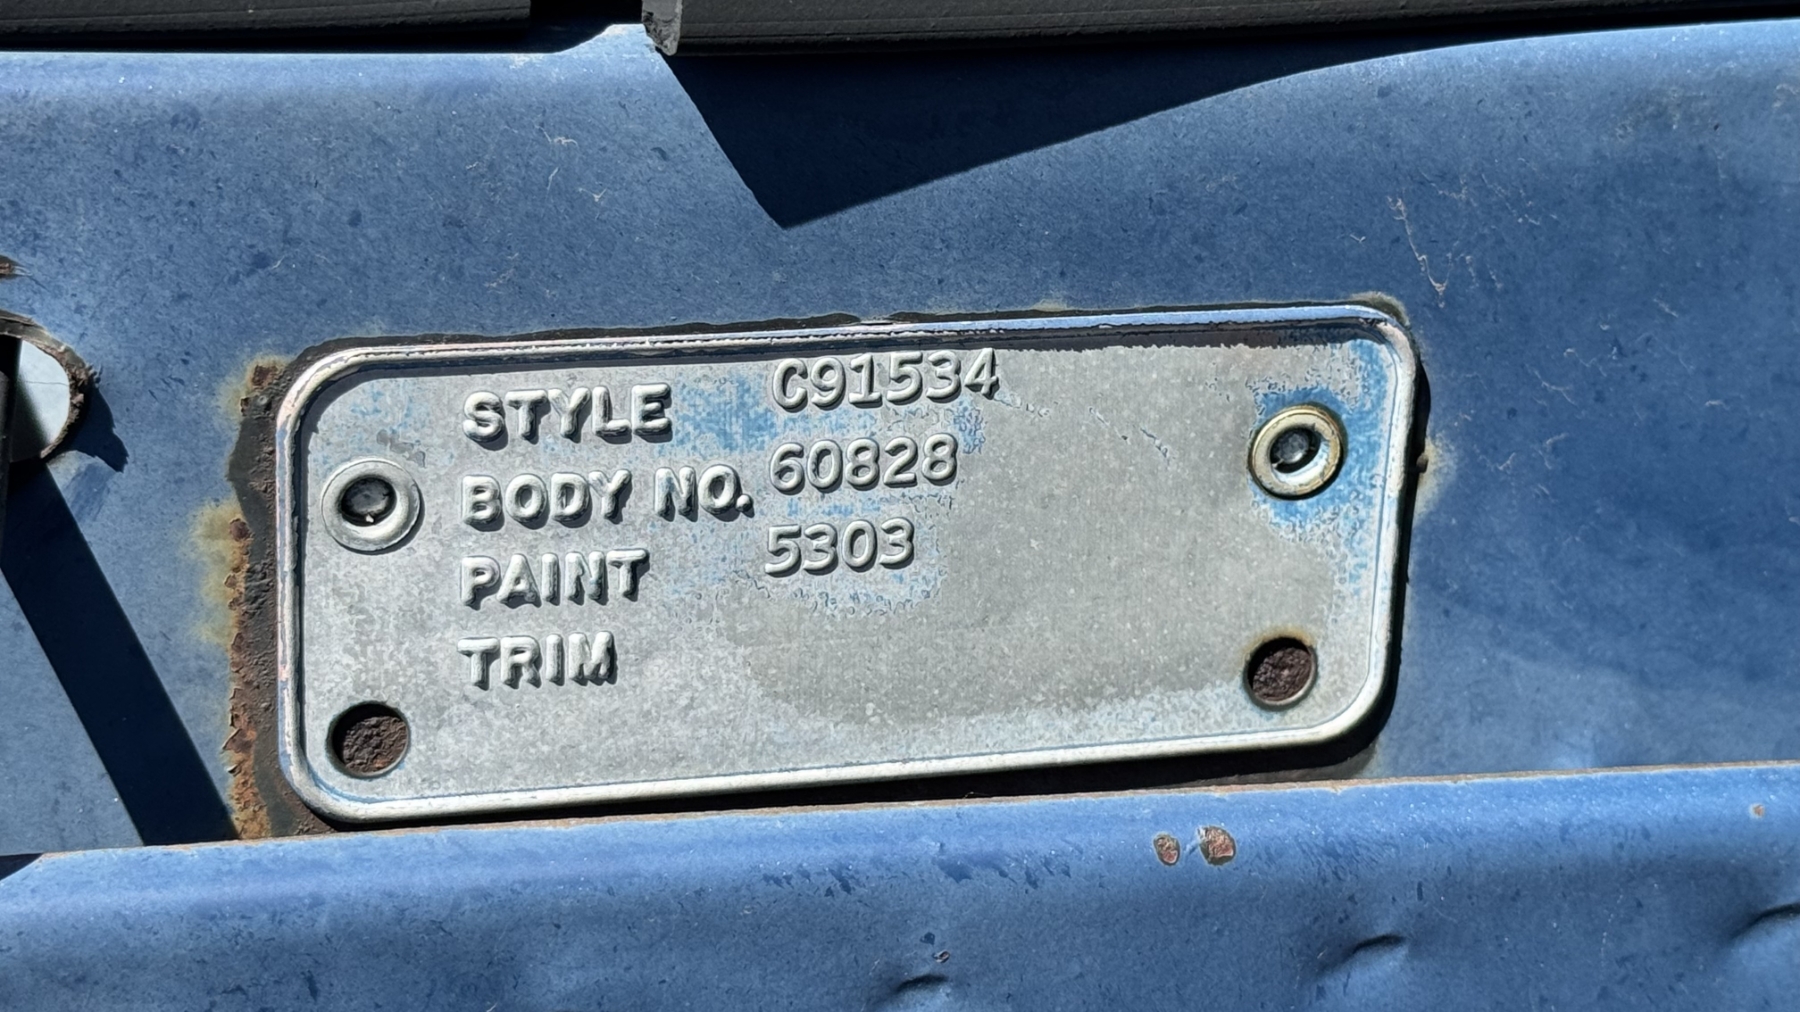 STYLE C91534
BODY NO. 60828
PAINT 5303
TRIM